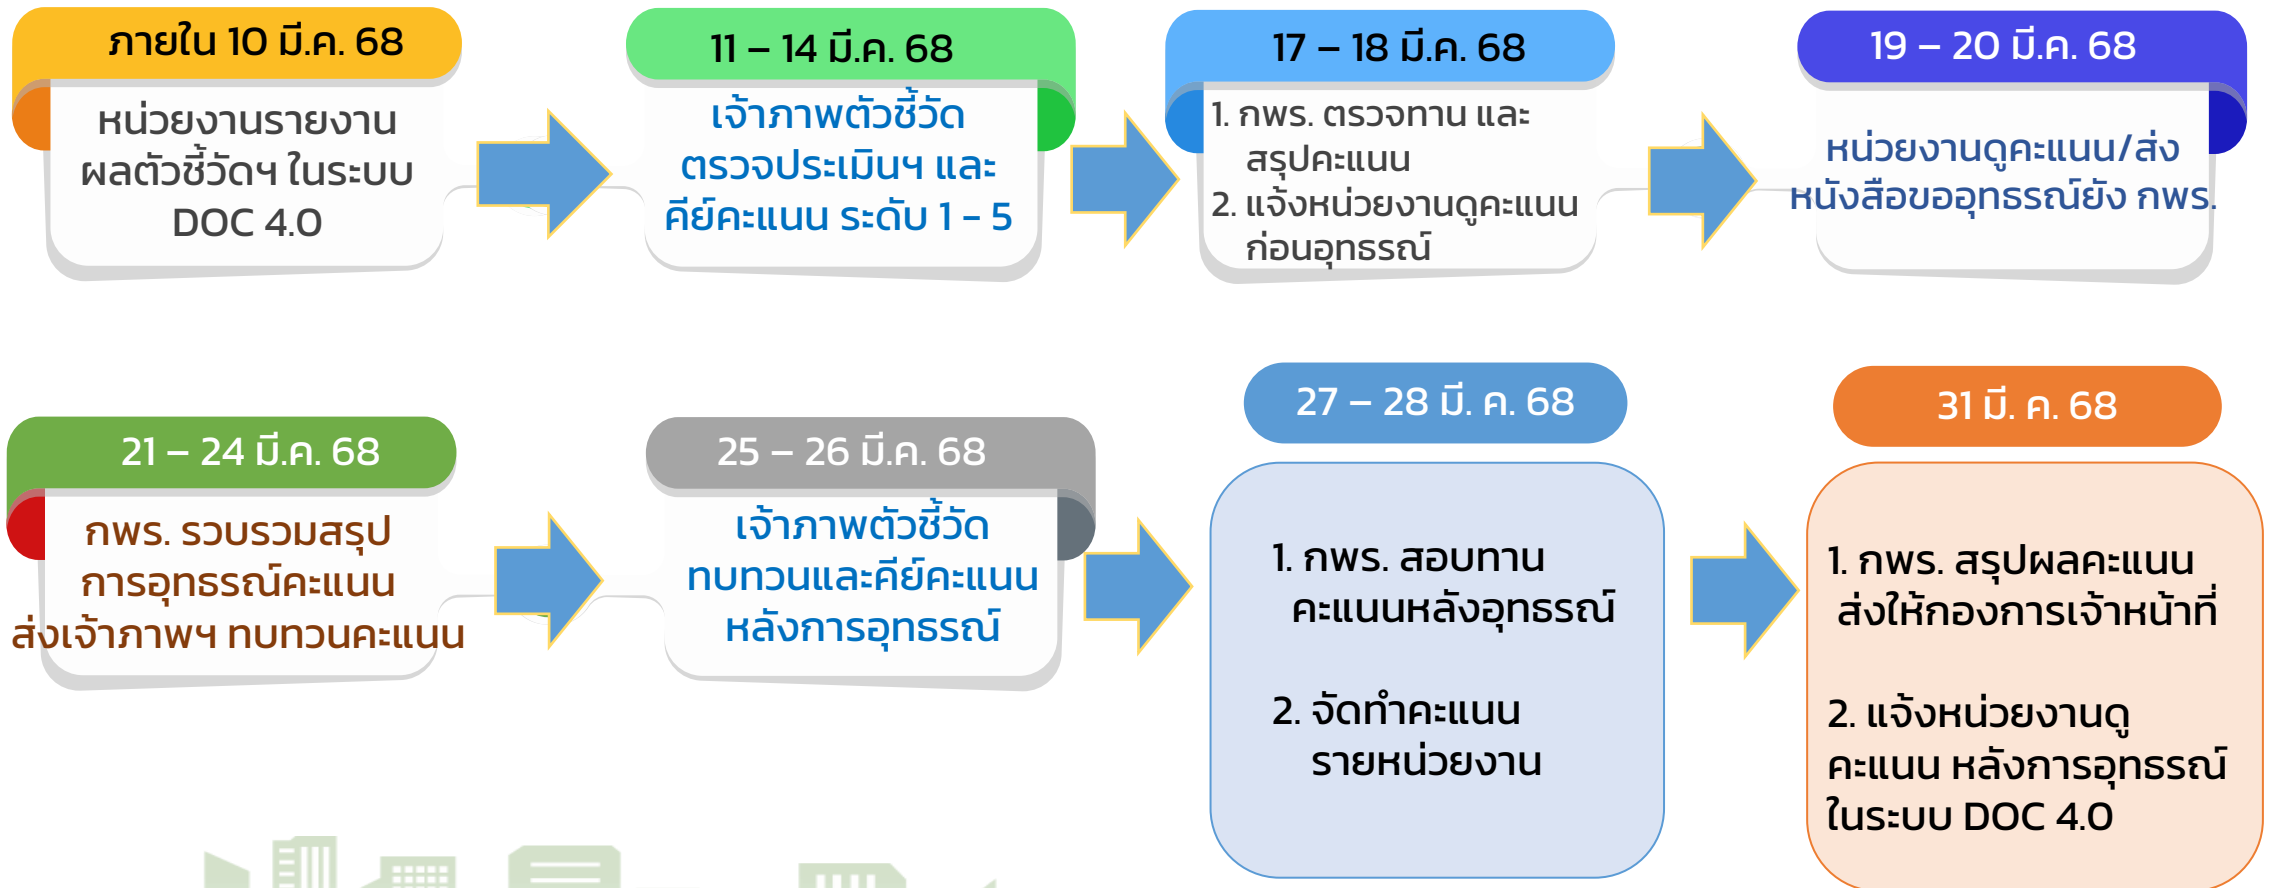 ภายใน 10 มี.ค. 68
หน่วยงานรายงาน
ผลตัวชี้วัดฯ ในระบบ
DOC 4.0
11 – 14 มี.ค. 68
เจ้าภาพตัวชี้วัด
ตรวจประเมินฯ และ
คีย์คะแนน ระดับ 1 - 5
17 – 18 มี.ค. 68
1. กพร. ตรวจทาน และ
สรุปคะแนน
2. แจ้งหน่วยงานดูคะแนน
ก่อนอุทธรณ์
19 – 20 มี.ค. 68
หน่วยงานดูคะแนน/ส่ง
หนังสือขออุทธรณ์ยัง กพร.
21 – 24 มี.ค. 68
กพร. รวบรวมสรุป
การอุทธรณ์คะแนน
ส่งเจ้าภาพฯ ทบทวนคะแนน
25 – 26 มี.ค. 68
เจ้าภาพตัวชี้วัด
ทบทวนและคีย์คะแนน
หลังการอุทธรณ์
27 – 28 มี. ค. 68
1. กพร. สอบทาน
คะแนนหลังอุทธรณ์
2. จัดทำคะแนน
รายหน่วยงาน
31 มี. ค. 68
1. กพร. สรุปผลคะแนน
ส่งให้กองการเจ้าหน้าที่
2. แจ้งหน่วยงานดู
คะแนน หลังการอุทธรณ์
ในระบบ DOC 4.0